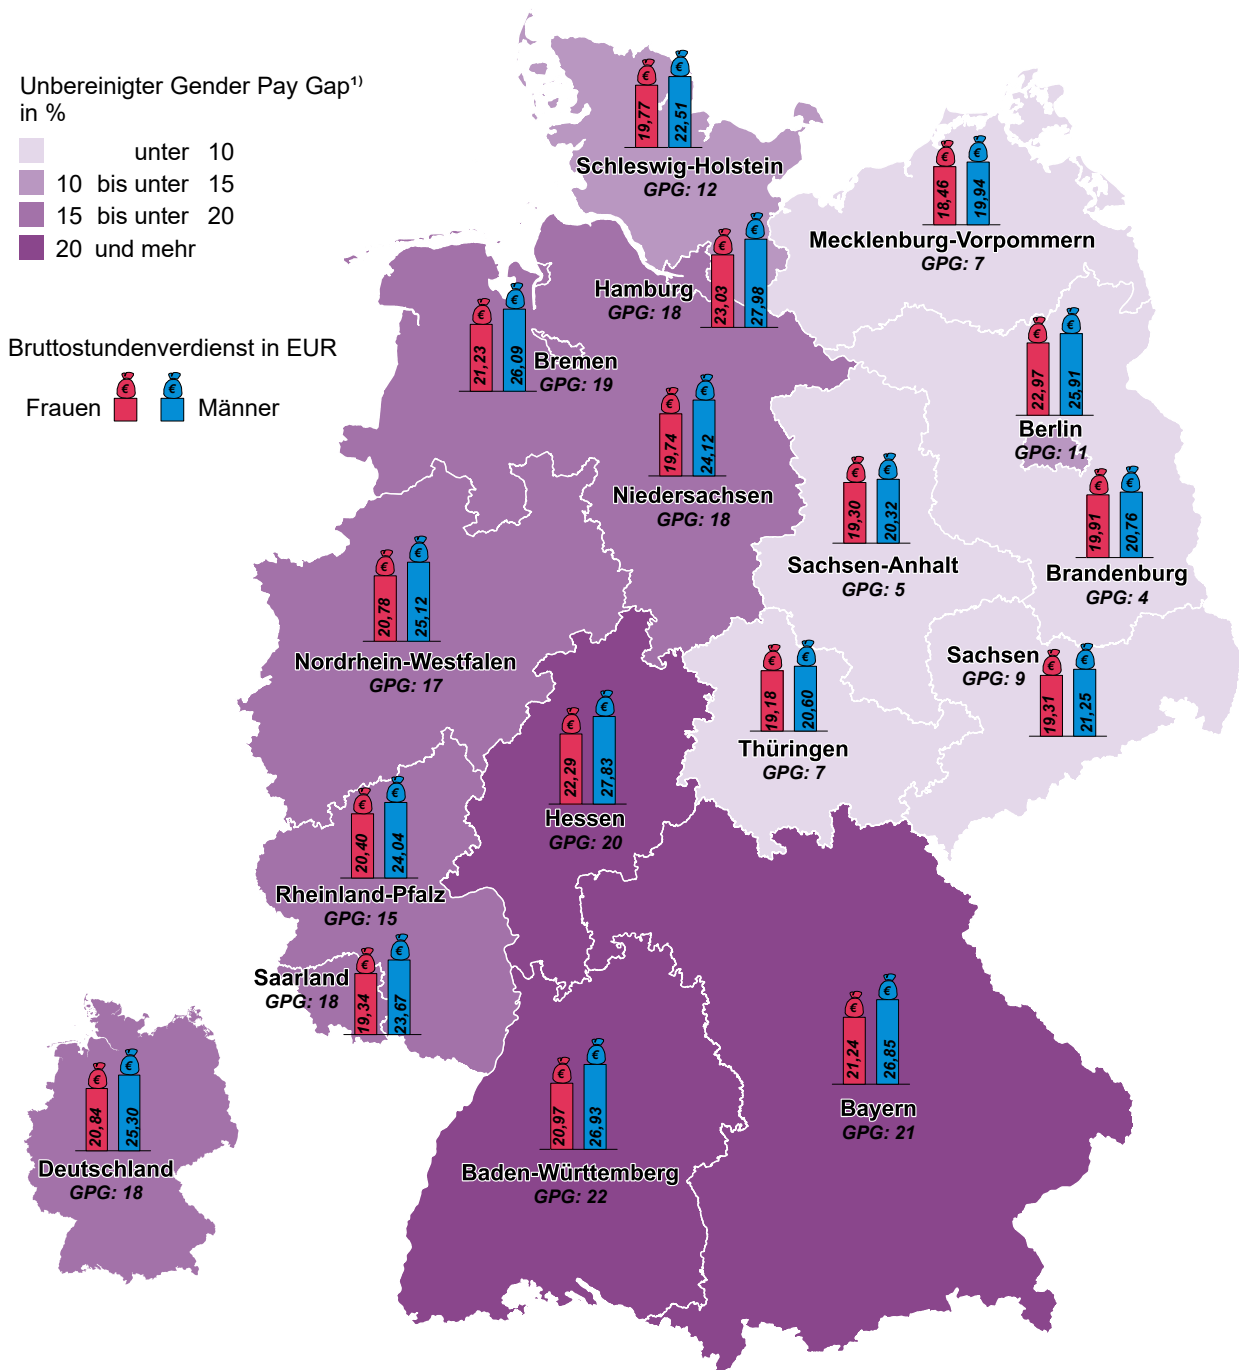 Unbereinigter Gender Pay Gap¹⁾
in %
unter 10
10 bis unter 15
15 bis unter 20
20 und mehr
Bruttostundenverdienst in EUR
€ €
Frauen Männer
€ €
19,77 22,51
Schleswig-Holstein
GPG: 12
€ €
18,46 19,94
Mecklenburg-Vorpommern
GPG: 7
€ €
23,03 27,98
Hamburg
GPG: 18
€ €
21,23 26,09
Bremen
GPG: 19
€ €
22,97 25,91
Berlin
GPG: 11
€ €
19,74 24,12
Niedersachsen
GPG: 18
€ €
19,30 20,32
Sachsen-Anhalt
GPG: 5
€ €
19,91 20,76
Brandenburg
GPG: 4
€ €
20,78 25,12
Nordrhein-Westfalen
GPG: 17
€ €
19,18 20,60
Thüringen
GPG: 7
Sachsen
GPG: 9
€ €
19,31 21,25
€ €
22,29 27,83
Hessen
GPG: 20
€ €
20,40 24,04
Rheinland-Pfalz
GPG: 15
Saarland
GPG: 18
€ €
19,34 23,67
€ €
21,24 26,85
Bayern
GPG: 21
€ €
20,97 26,93
Baden-Württemberg
GPG: 22
€ €
20,84 25,30
Deutschland
GPG: 18